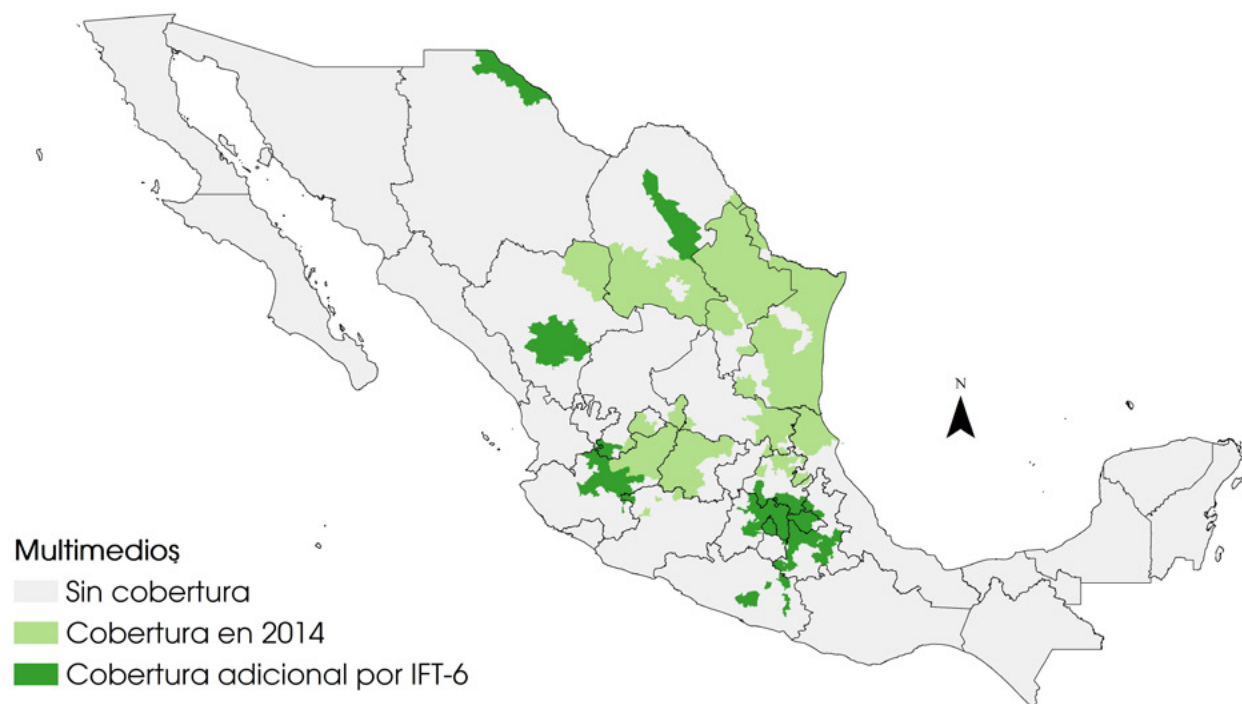 N
Multimedios
Sin cobertura
Cobertura en 2014
Cobertura adicional por IFT-6